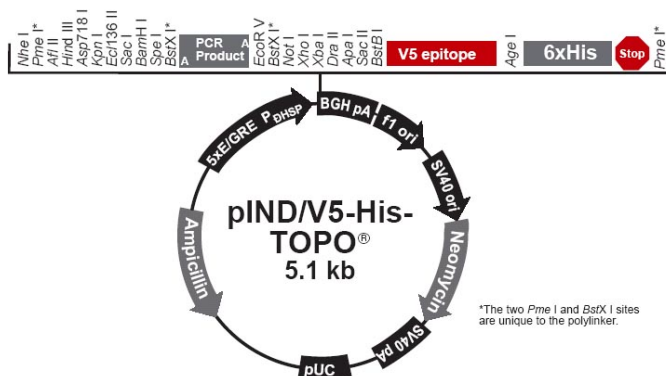 Nhe I
Pme I*
Afl II
Hind III
Asp718 I
Kpn I
Ecl136 II
Sac I
BamH I
Spe I
BstX I*
A
PCR
Product
A
EcoR V
BstX I*
Not I
Xho I
Xba I
Dra II
Apa I
Sac II
BstB I
V5 epitope
Age I
6xHis
Stop
Pme I*
5xE/GRE PΔHSP
BGH pA
f1 ori
SV40 ori
Neomycin
SV40 pA
pUC
Ampicillin
pIND/V5-His-
TOPO®
5.1 kb
*The two Pme I and BstX I sites
are unique to the polylinker.